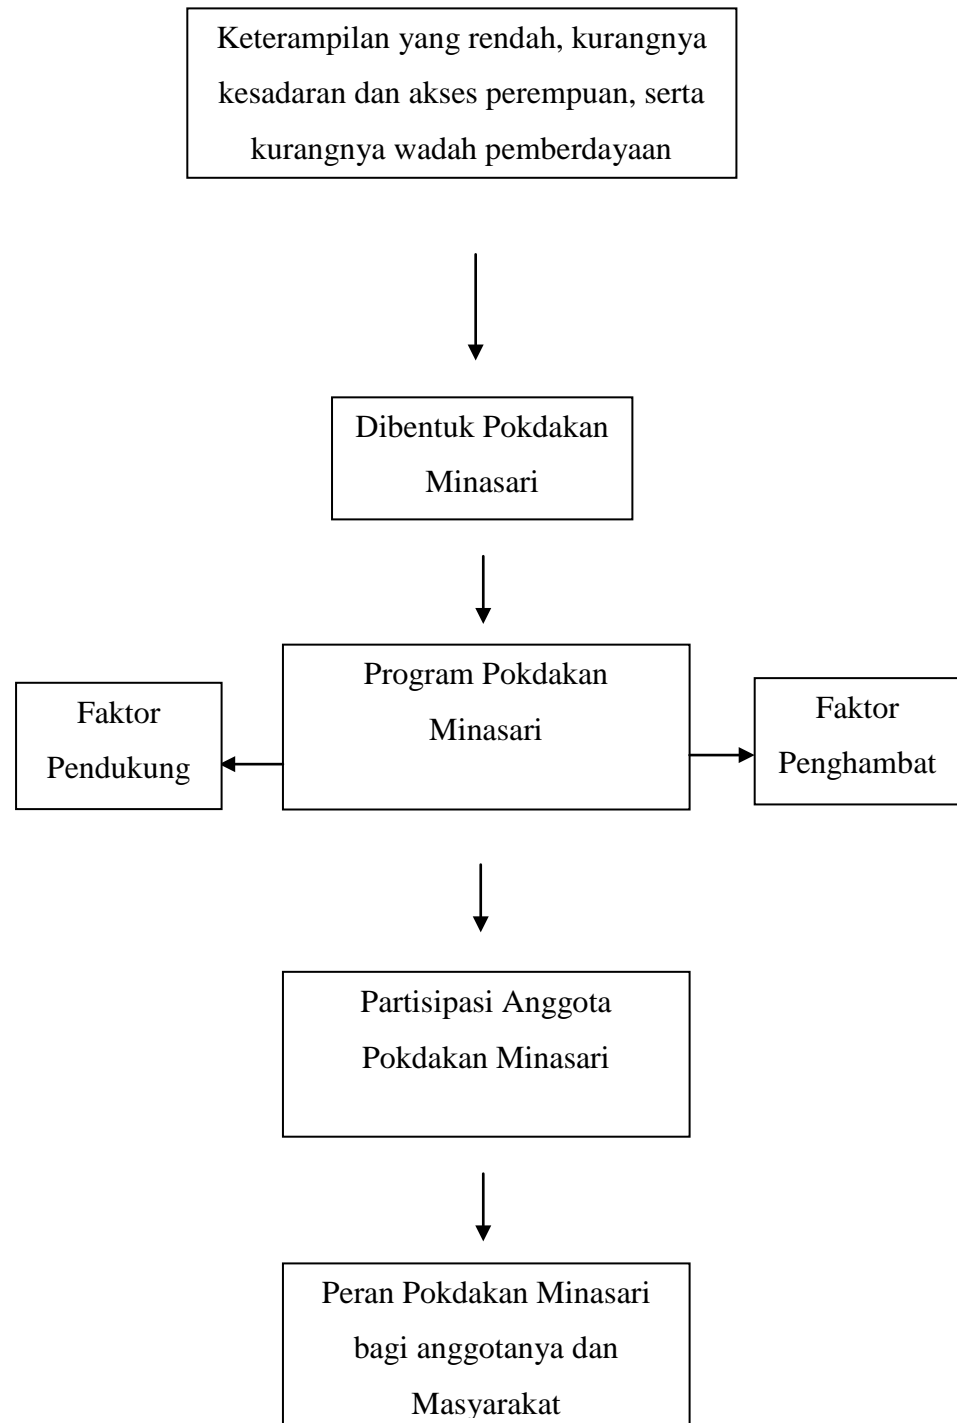 Keterampilan yang rendah, kurangnya
kesadaran dan akses perempuan, serta
kurangnya wadah pemberdayaan
Dibentuk Pokdakan
Minasari
Program Pokdakan
Minasari
Faktor
Pendukung
Faktor
Penghambat
Partisipasi Anggota
Pokdakan Minasari
Peran Pokdakan Minasari
bagi anggotanya dan
Masyarakat